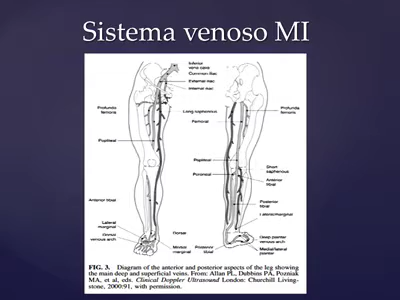 Sistema venoso MI
Inferior
vena cava
Common iliac
External iliac
Internal iliac
Profunda
femoris
Long saphenous
Profunda
femoris
Femoral
Popliteal
Popliteal
Short
saphenous
Peroneal
Anterior
tibial
Anterior tibial
Posterior
tibial
Lateral
marginal
Lateral marginal
Dorsal
venous arch
Deep plantar
venous arch
Dorsal
Medial
marginal
Posterior
tibial
Medial/lateral
plantar
FIG. 3. Diagram of the anterior and posterior aspects of the leg showing
the main deep and superficial veins. From: Allan PL, Dubbins PA, Pozniak
MA, et al, eds. Clinical Doppler Ultrasound London: Churchill Living-
stone, 2000:91, with permission.